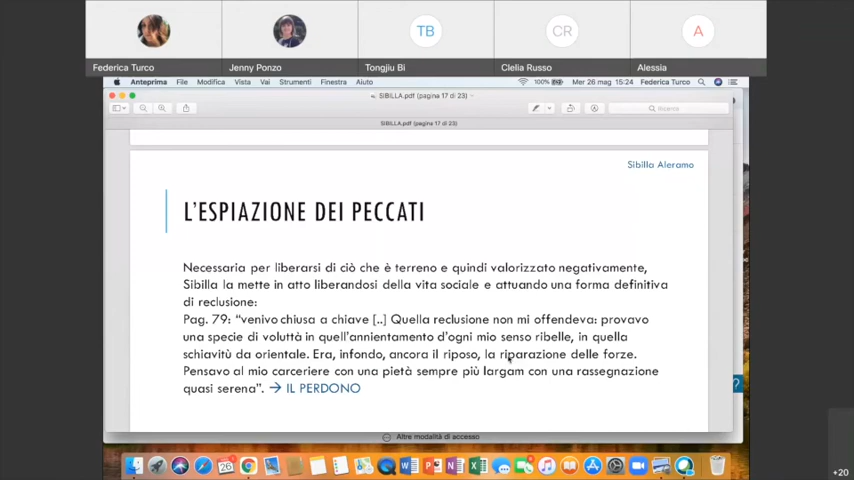 TB
CR
A
Federica Turco
Jenny Ponzo
Tongjiu Bi
Clelia Russo
Alessia
Anteprima File Modifica Vista Vai Strumenti Finestra Aiuto 100% Mer 26 mag 15:24 Federica Turco
SIBILLA.pdf (pagina 17 di 23)
Ricerca
SIBILLA.pdf (pagina 17 di 23)
Sibilla Aleramo
L'ESPIAZIONE DEI PECCATI
Necessaria per liberarsi di ciò che è terreno e quindi valorizzato negativamente,
Sibilla la mette in atto liberandosi della vita sociale e attuando una forma definitiva
di reclusione:
Pag. 79: "venivo chiusa a chiave [..] Quella reclusione non mi offendeva: provavo
una specie di voluttà in quell'annientamento d'ogni mio senso ribelle, in quella
schiavitù da orientale. Era, infondo, ancora il riposo, la riparazione delle forze.
Pensavo al mio carceriere con una pietà sempre più largam con una rassegnazione
quasi serena". → IL PERDONO
?
Altre modalità di accesso
26
+20